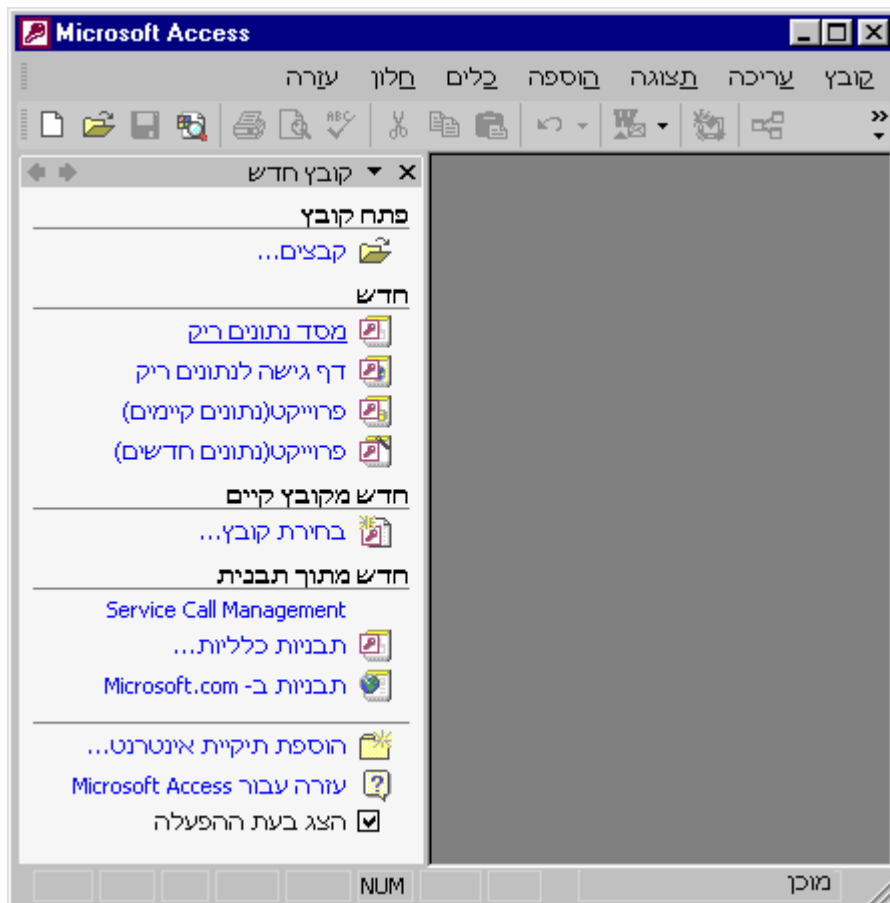 Microsoft Access
קובץ עריכה תצוגה הוספה כלים חלון עזרה
ABC
קובץ חדש
פתח קובץ
קבצים...
חדש
מסד נתונים ריק
דף גישה לנתונים ריק
פרוייקט(נתונים קיימים)
פרוייקט(נתונים חדשים)
חדש מקובץ קיים
בחירת קובץ...
חדש מתוך תבנית
Service Call Management
תבניות כלליות...
תבניות ב- Microsoft.com
הוספת תיקיית אינטרנט...
עזרה עבור Microsoft Access
הצג בעת ההפעלה
מוכן NUM